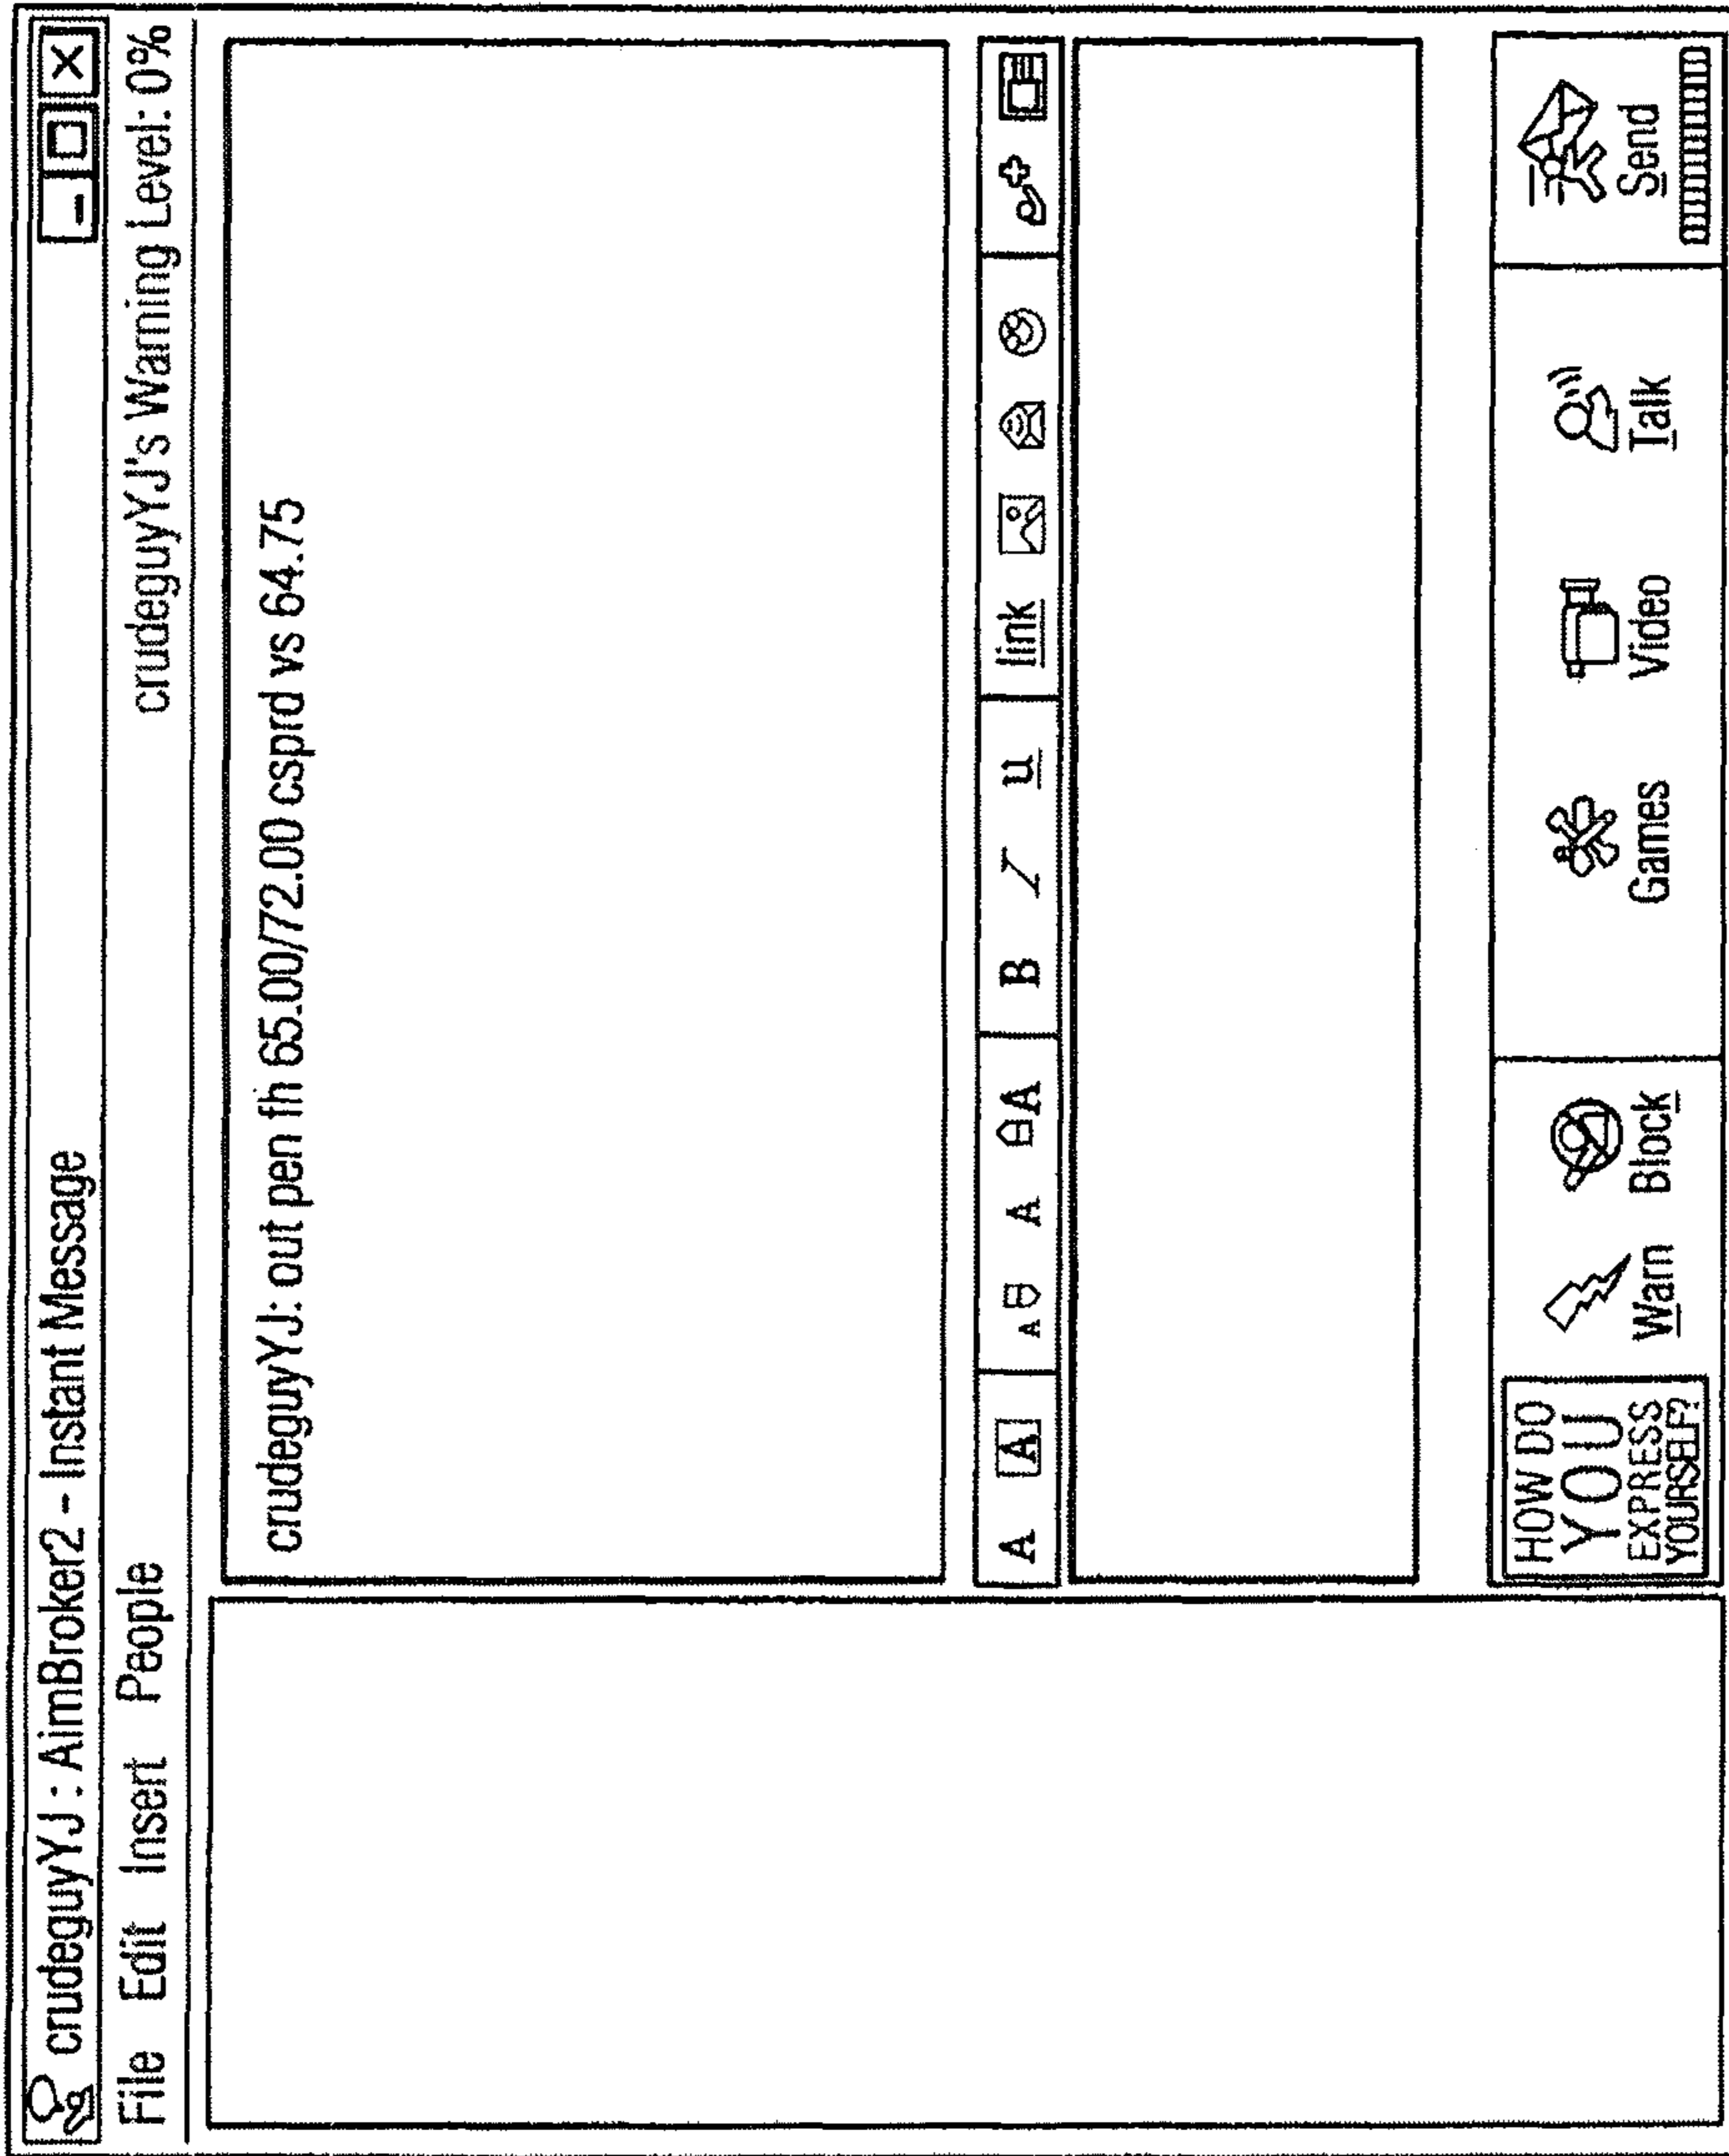 crudeguyYJ : AimBroker2 - Instant Message
File Edit Insert People
crudeguyYJ's Warning Level: 0%
crudeguyYJ: out pen fh 65.00/72.00 csprd vs 64.75
A A A A A B I u link
HOW DO
YOU
EXPRESS
YOURSELF?
Warn
Block
Games
Video
Talk
Send